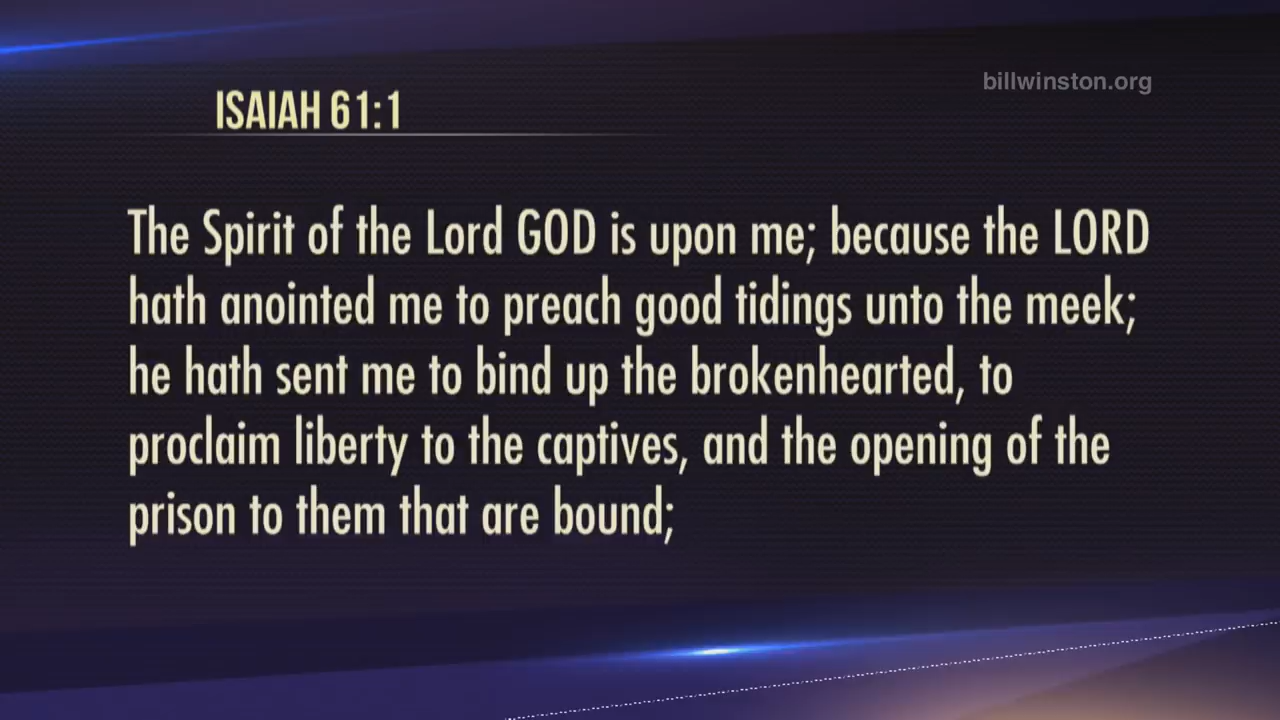 billwinston.org
ISAIAH 61:1
The Spirit of the Lord GOD is upon me; because the LORD
hath anointed me to preach good tidings unto the meek;
he hath sent me to bind up the brokenhearted, to
proclaim liberty to the captives, and the opening of the
prison to them that are bound;